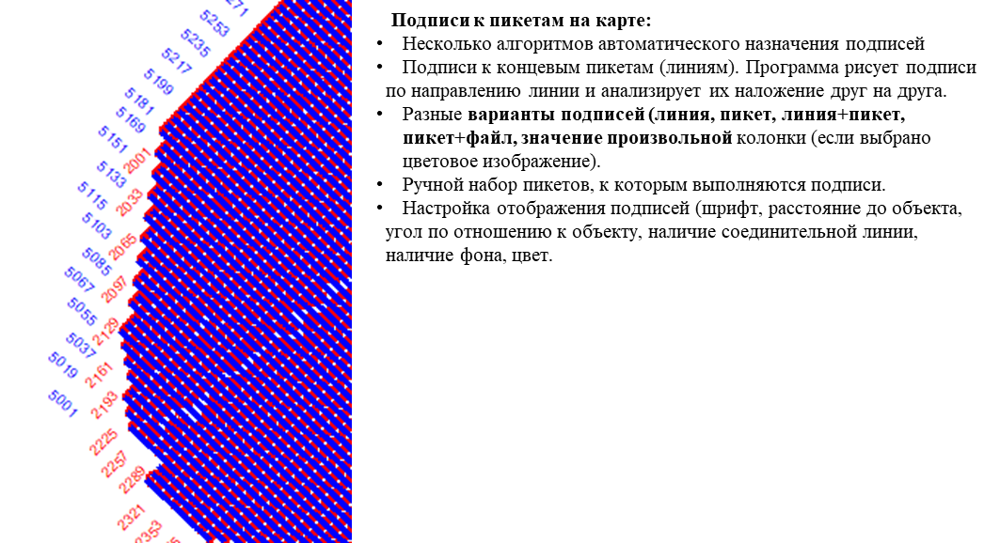 271
5253
5235
5217
5199
5181
5169
5151
5133
5115
5103
5085
5067
5055
5037
5019
5001
2001
2033
2065
2097
2129
2161
2193
2225
2257
2289
2321
2353
Подписи к пикетам на карте:
• Несколько алгоритмов автоматического назначения подписей
• Подписи к концевым пикетам (линиям). Программа рисует подписи
по направлению линии и анализирует их наложение друг на друга.
• Разные варианты подписей (линия, пикет, линия+пикет,
пикет+файл, значение произвольной колонки (если выбрано
цветовое изображение).
• Ручной набор пикетов, к которым выполняются подписи.
• Настройка отображения подписей (шрифт, расстояние до объекта,
угол по отношению к объекту, наличие соединительной линии,
наличие фона, цвет.